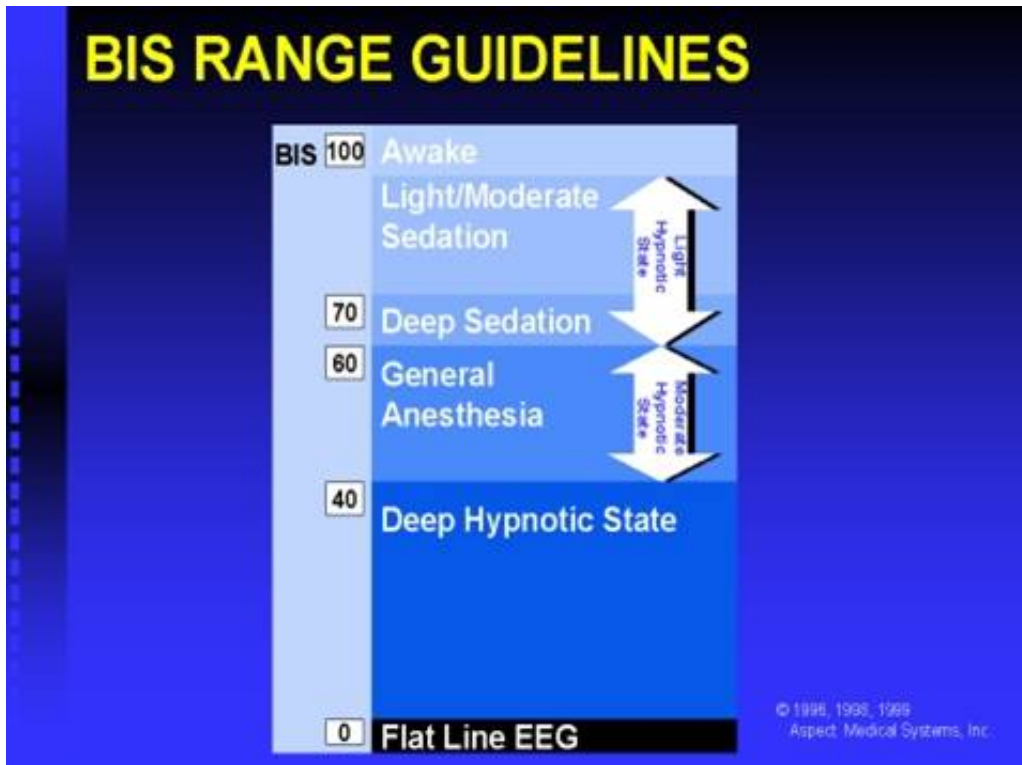 BIS RANGE GUIDELINES
BIS 100 Awake
Light/Moderate
Sedation
Light
Hypnotic
State
70 Deep Sedation
60 General
Anesthesia
Moderate
Hypnotic
State
40 Deep Hypnotic State
0 Flat Line EEG
© 1996, 1998, 1999
Aspect Medical Systems, Inc.